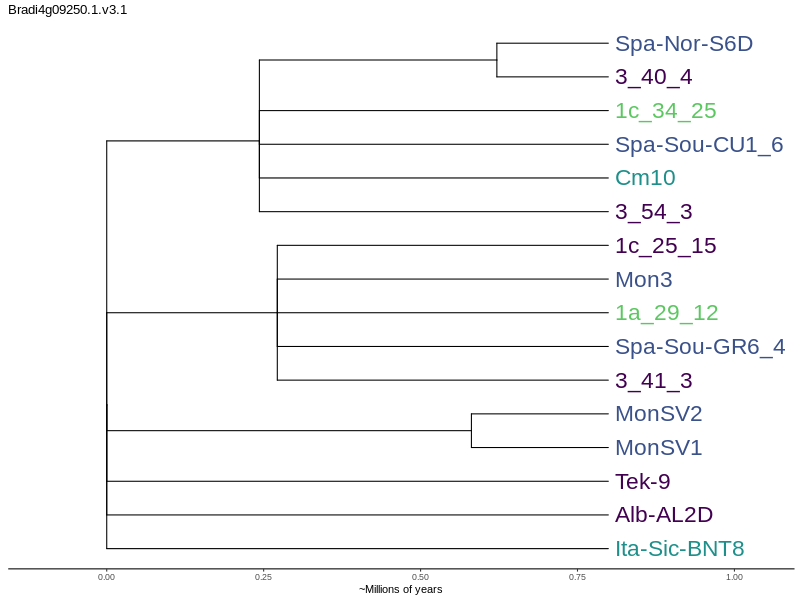 Bradi4g09250.1.v3.1
Spa-Nor-S6D
3_40_4
1c_34_25
Spa-Sou-CU1_6
Cm10
3_54_3
1c_25_15
Mon3
1a_29_12
Spa-Sou-GR6_4
3_41_3
MonSV2
MonSV1
Tek-9
Alb-AL2D
Ita-Sic-BNT8
0.00 0.25 0.50 0.75 1.00
~Millions of years